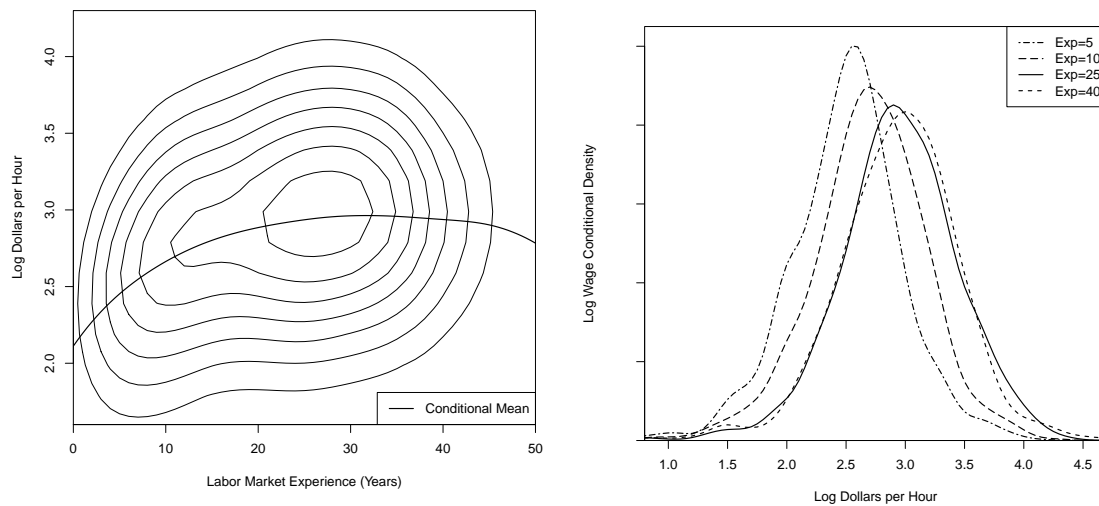 4.0
3.5
3.0
2.5
2.0
Log Dollars per Hour
0 10 20 30 40 50
Labor Market Experience (Years)
Conditional Mean
Log Wage Conditional Density
Exp=5
Exp=10
Exp=25
Exp=40
1.0 1.5 2.0 2.5 3.0 3.5 4.0 4.5
Log Dollars per Hour